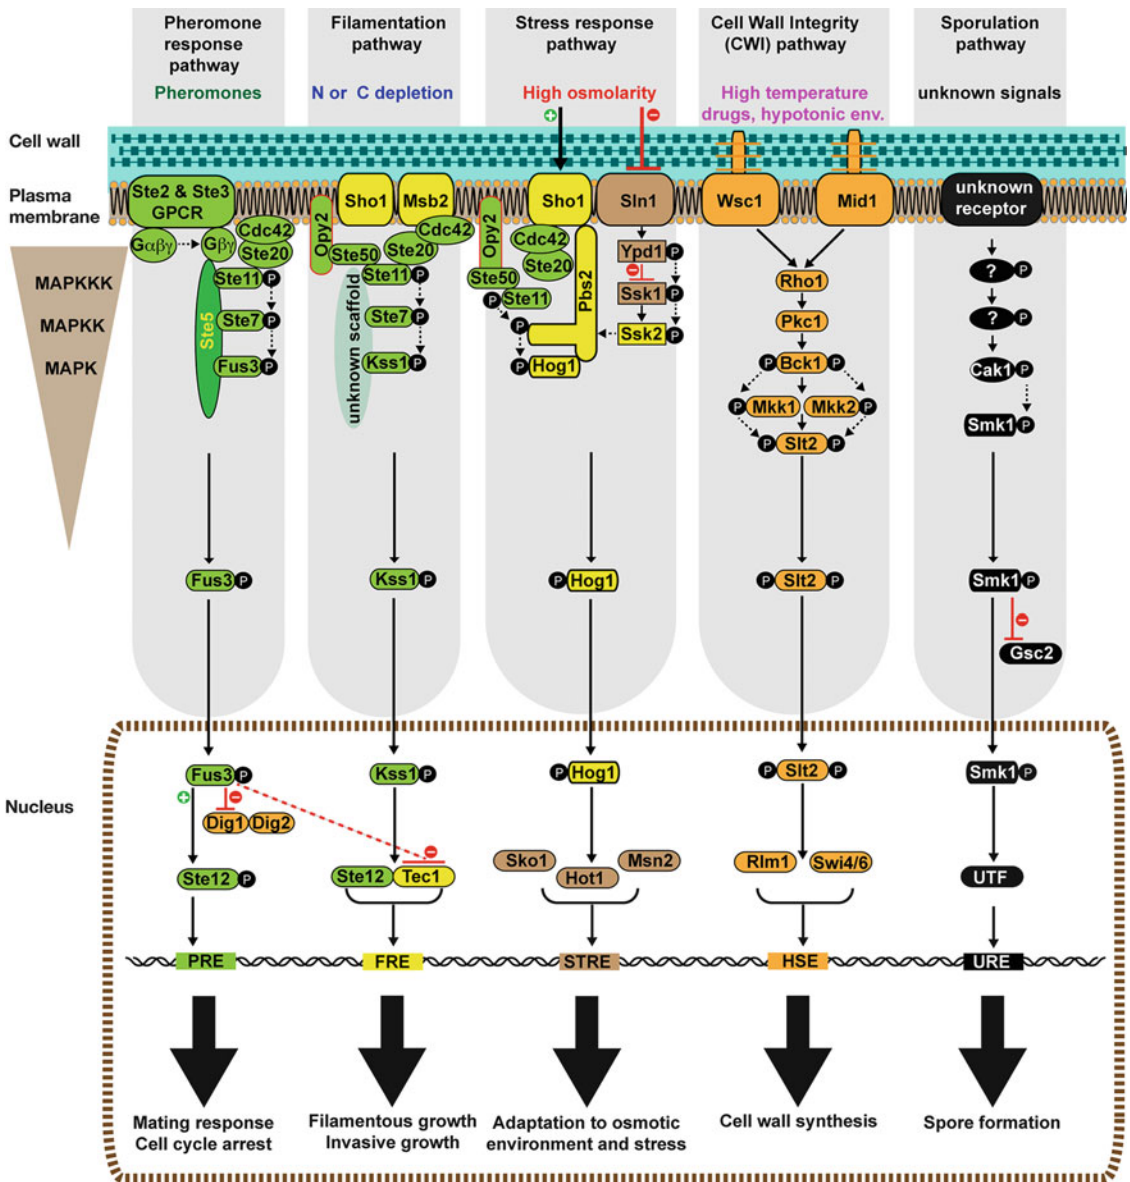 Pheromone
response
pathway
Pheromones
Filamentation
pathway
N or C depletion
Stress response
pathway
High osmolarity
Cell Wall Integrity
(CWI) pathway
High temperature
drugs, hypotonic env.
Sporulation
pathway
unknown signals
Cell wall
Plasma
membrane
MAPKKK
MAPKK
MAPK
Nucleus
Ste2 & Ste3
GPCR
Gαβγ
Gβγ
Cdc42
Ste20
Ste11 P
Ste5
Ste7 P
Fus3 P
Fus3 P
Fus3 P
+
−
Dig1 Dig2
Ste12 P
PRE
Mating response
Cell cycle arrest
Opy2
Sho1
Msb2
Cdc42
Ste20
Ste50
Ste11 P
unknown scaffold
Ste7 P
Kss1 P
Kss1 P
Kss1 P
−
Ste12 Tec1
FRE
Filamentous growth
Invasive growth
+
−
Opy2
Sho1
Sln1
Cdc42
Ste20
Ste50
P Ste11
P
Pbs2
P Hog1
Ypd1 P
−
Ssk1 P
Ssk2 P
P Hog1
P Hog1
Sko1
Hot1
Msn2
STRE
Adaptation to osmotic
environment and stress
Wsc1
Mid1
Rho1
Pkc1
P Bck1 P
P Mkk1 Mkk2 P
P Slt2 P
P Slt2 P
P Slt2 P
Rlm1
Swi4/6
HSE
Cell wall synthesis
unknown
receptor
? P
? P
Cak1 P
Smk1 P
Smk1 P
−
Gsc2
Smk1 P
UTF
URE
Spore formation